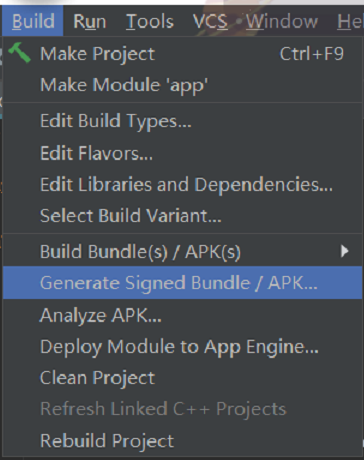 Build Run Tools VCS Window He
Make Project Ctrl+F9
Make Module 'app'
Edit Build Types...
Edit Flavors...
Edit Libraries and Dependencies...
Select Build Variant...
Build Bundle(s) / APK(s)
Generate Signed Bundle / APK...
Analyze APK...
Deploy Module to App Engine...
Clean Project
Refresh Linked C++ Projects
Rebuild Project